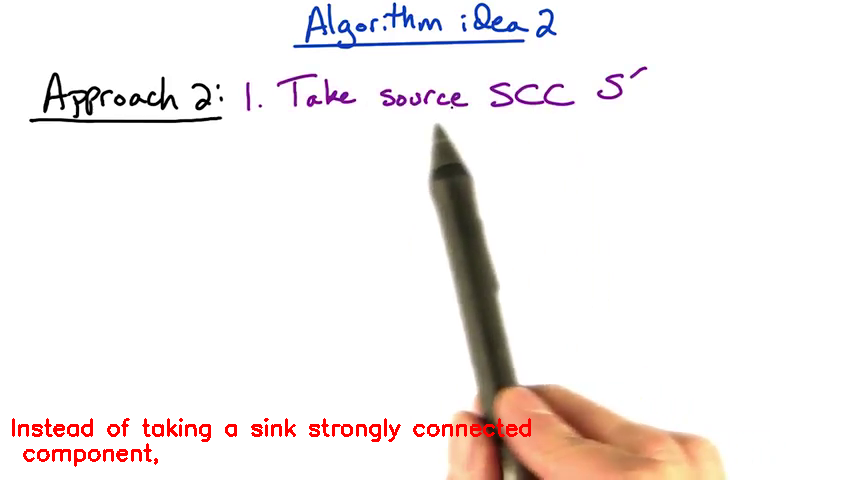 Algorithm idea 2
Approach 2: 1. Take source SCC S'
Instead of taking a sink strongly connected
component,